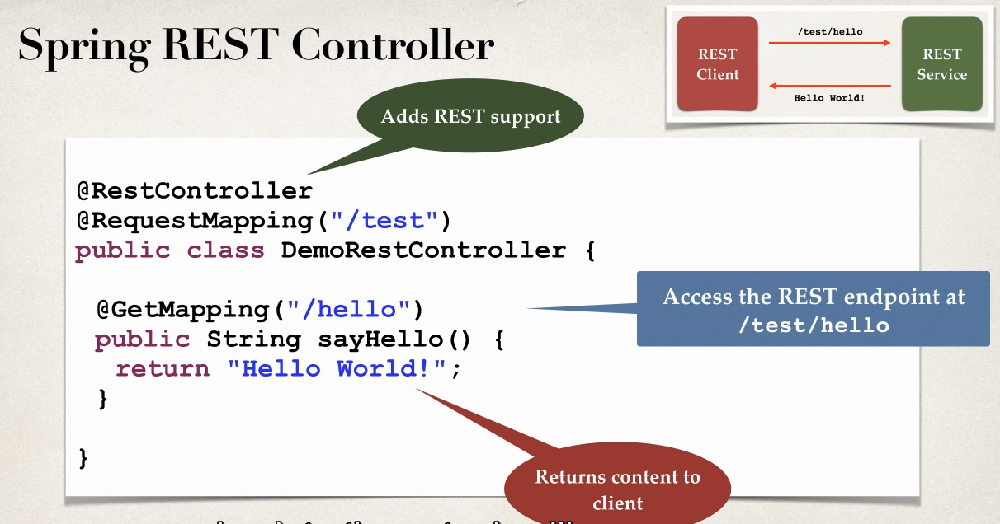 Spring REST Controller
REST
Client
/test/hello
Hello World!
REST
Service
Adds REST support
@RestController
@RequestMapping("/test")
public class DemoRestController {
@GetMapping("/hello")
public String sayHello() {
return "Hello World!";
}
}
Access the REST endpoint at
/test/hello
Returns content to
client